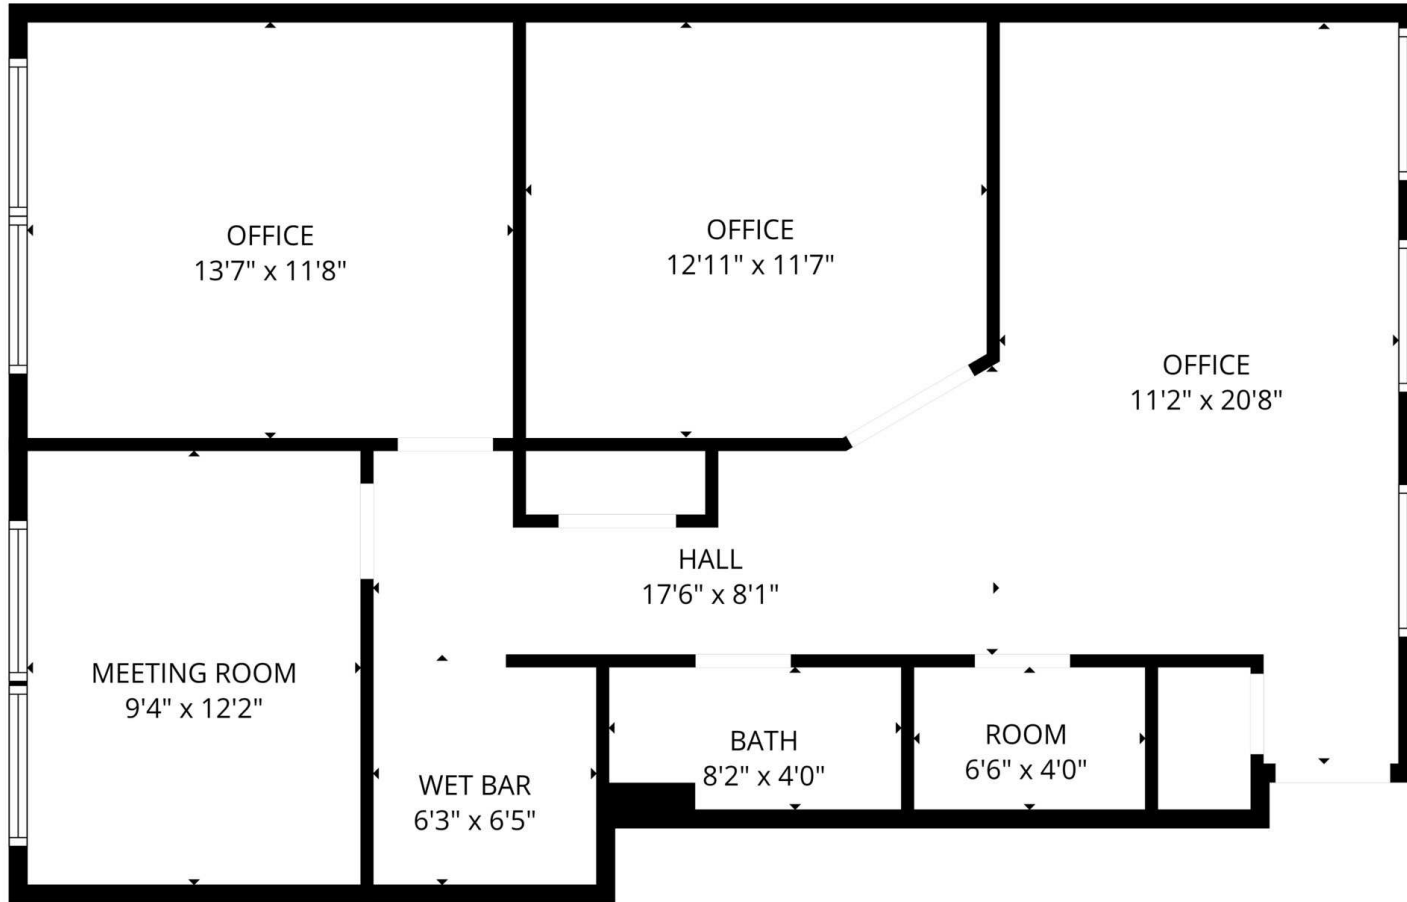 OFFICE
13'7" x 11'8"
OFFICE
12'11" x 11'7"
OFFICE
11'2" x 20'8"
HALL
17'6" x 8'1"
MEETING ROOM
9'4" x 12'2"
WET BAR
6'3" x 6'5"
BATH
8'2" x 4'0"
ROOM
6'6" x 4'0"